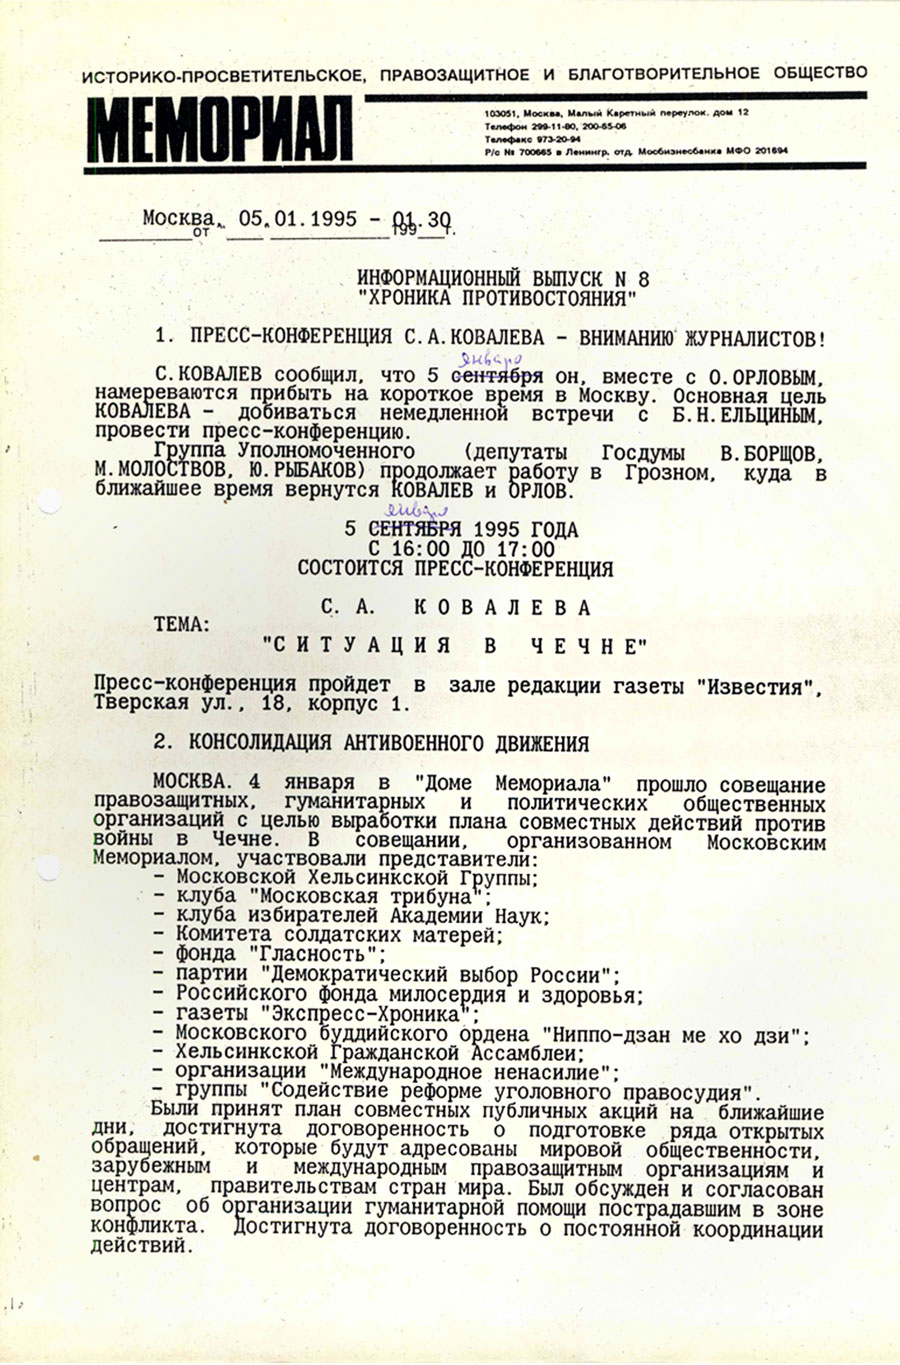 ИСТОРИКО-ПРОСВЕТИТЕЛЬСКОЕ, ПРАВОЗАЩИТНОЕ И БЛАГОТВОРИТЕЛЬНОЕ ОБЩЕСТВО
МЕМОРИАЛ
103051, Москва, Малый Каретный переулок, дом 12
Телефон 299-11-80, 200-65-06
Телефакс 973-20-94
Р/с № 700665 в Ленингр. отд. Мосбизнесбанка МФО 201694
Москва, 05.01.1995 - 01.30
от 199 г.
ИНФОРМАЦИОННЫЙ ВЫПУСК N 8
"ХРОНИКА ПРОТИВОСТОЯНИЯ"
1. ПРЕСС-КОНФЕРЕНЦИЯ С.А.КОВАЛЕВА - ВНИМАНИЮ ЖУРНАЛИСТОВ!
января
С.КОВАЛЕВ сообщил, что 5 сентября он, вместе с О.ОРЛОВЫМ,
намереваются прибыть на короткое время в Москву. Основная цель
КОВАЛЕВА - добиваться немедленной встречи с Б.Н.ЕЛЬЦИНЫМ,
провести пресс-конференцию.
Группа Уполномоченного (депутаты Госдумы В.БОРЩОВ,
М.МОЛОСТВОВ, Ю.РЫБАКОВ) продолжает работу в Грозном, куда в
ближайшее время вернутся КОВАЛЕВ и ОРЛОВ.
января
5 СЕНТЯБРЯ 1995 ГОДА
С 16:00 ДО 17:00
СОСТОИТСЯ ПРЕСС-КОНФЕРЕНЦИЯ
С. А. К О В А Л Е В А
ТЕМА:
"С И Т У А Ц И Я В Ч Е Ч Н Е"
Пресс-конференция пройдет в зале редакции газеты "Известия",
Тверская ул., 18, корпус 1.
2. КОНСОЛИДАЦИЯ АНТИВОЕННОГО ДВИЖЕНИЯ
МОСКВА. 4 января в "Доме Мемориала" прошло совещание
правозащитных, гуманитарных и политических общественных
организаций с целью выработки плана совместных действий против
войны в Чечне. В совещании, организованном Московским
Мемориалом, участвовали представители:
- Московской Хельсинкской Группы;
- клуба "Московская трибуна";
- клуба избирателей Академии Наук;
- Комитета солдатских матерей;
- фонда "Гласность";
- партии "Демократический выбор России";
- Российского фонда милосердия и здоровья;
- газеты "Экспресс-Хроника";
- Московского буддийского ордена "Ниппо-дзан ме хо дзи";
- Хельсинкской Гражданской Ассамблеи;
- организации "Международное ненасилие";
- группы "Содействие реформе уголовного правосудия".
Были принят план совместных публичных акций на ближайшие
дни, достигнута договоренность о подготовке ряда открытых
обращений, которые будут адресованы мировой общественности,
зарубежным и международным правозащитным организациям и
центрам, правительствам стран мира. Был обсужден и согласован
вопрос об организации гуманитарной помощи пострадавшим в зоне
конфликта. Достигнута договоренность о постоянной координации
действий.